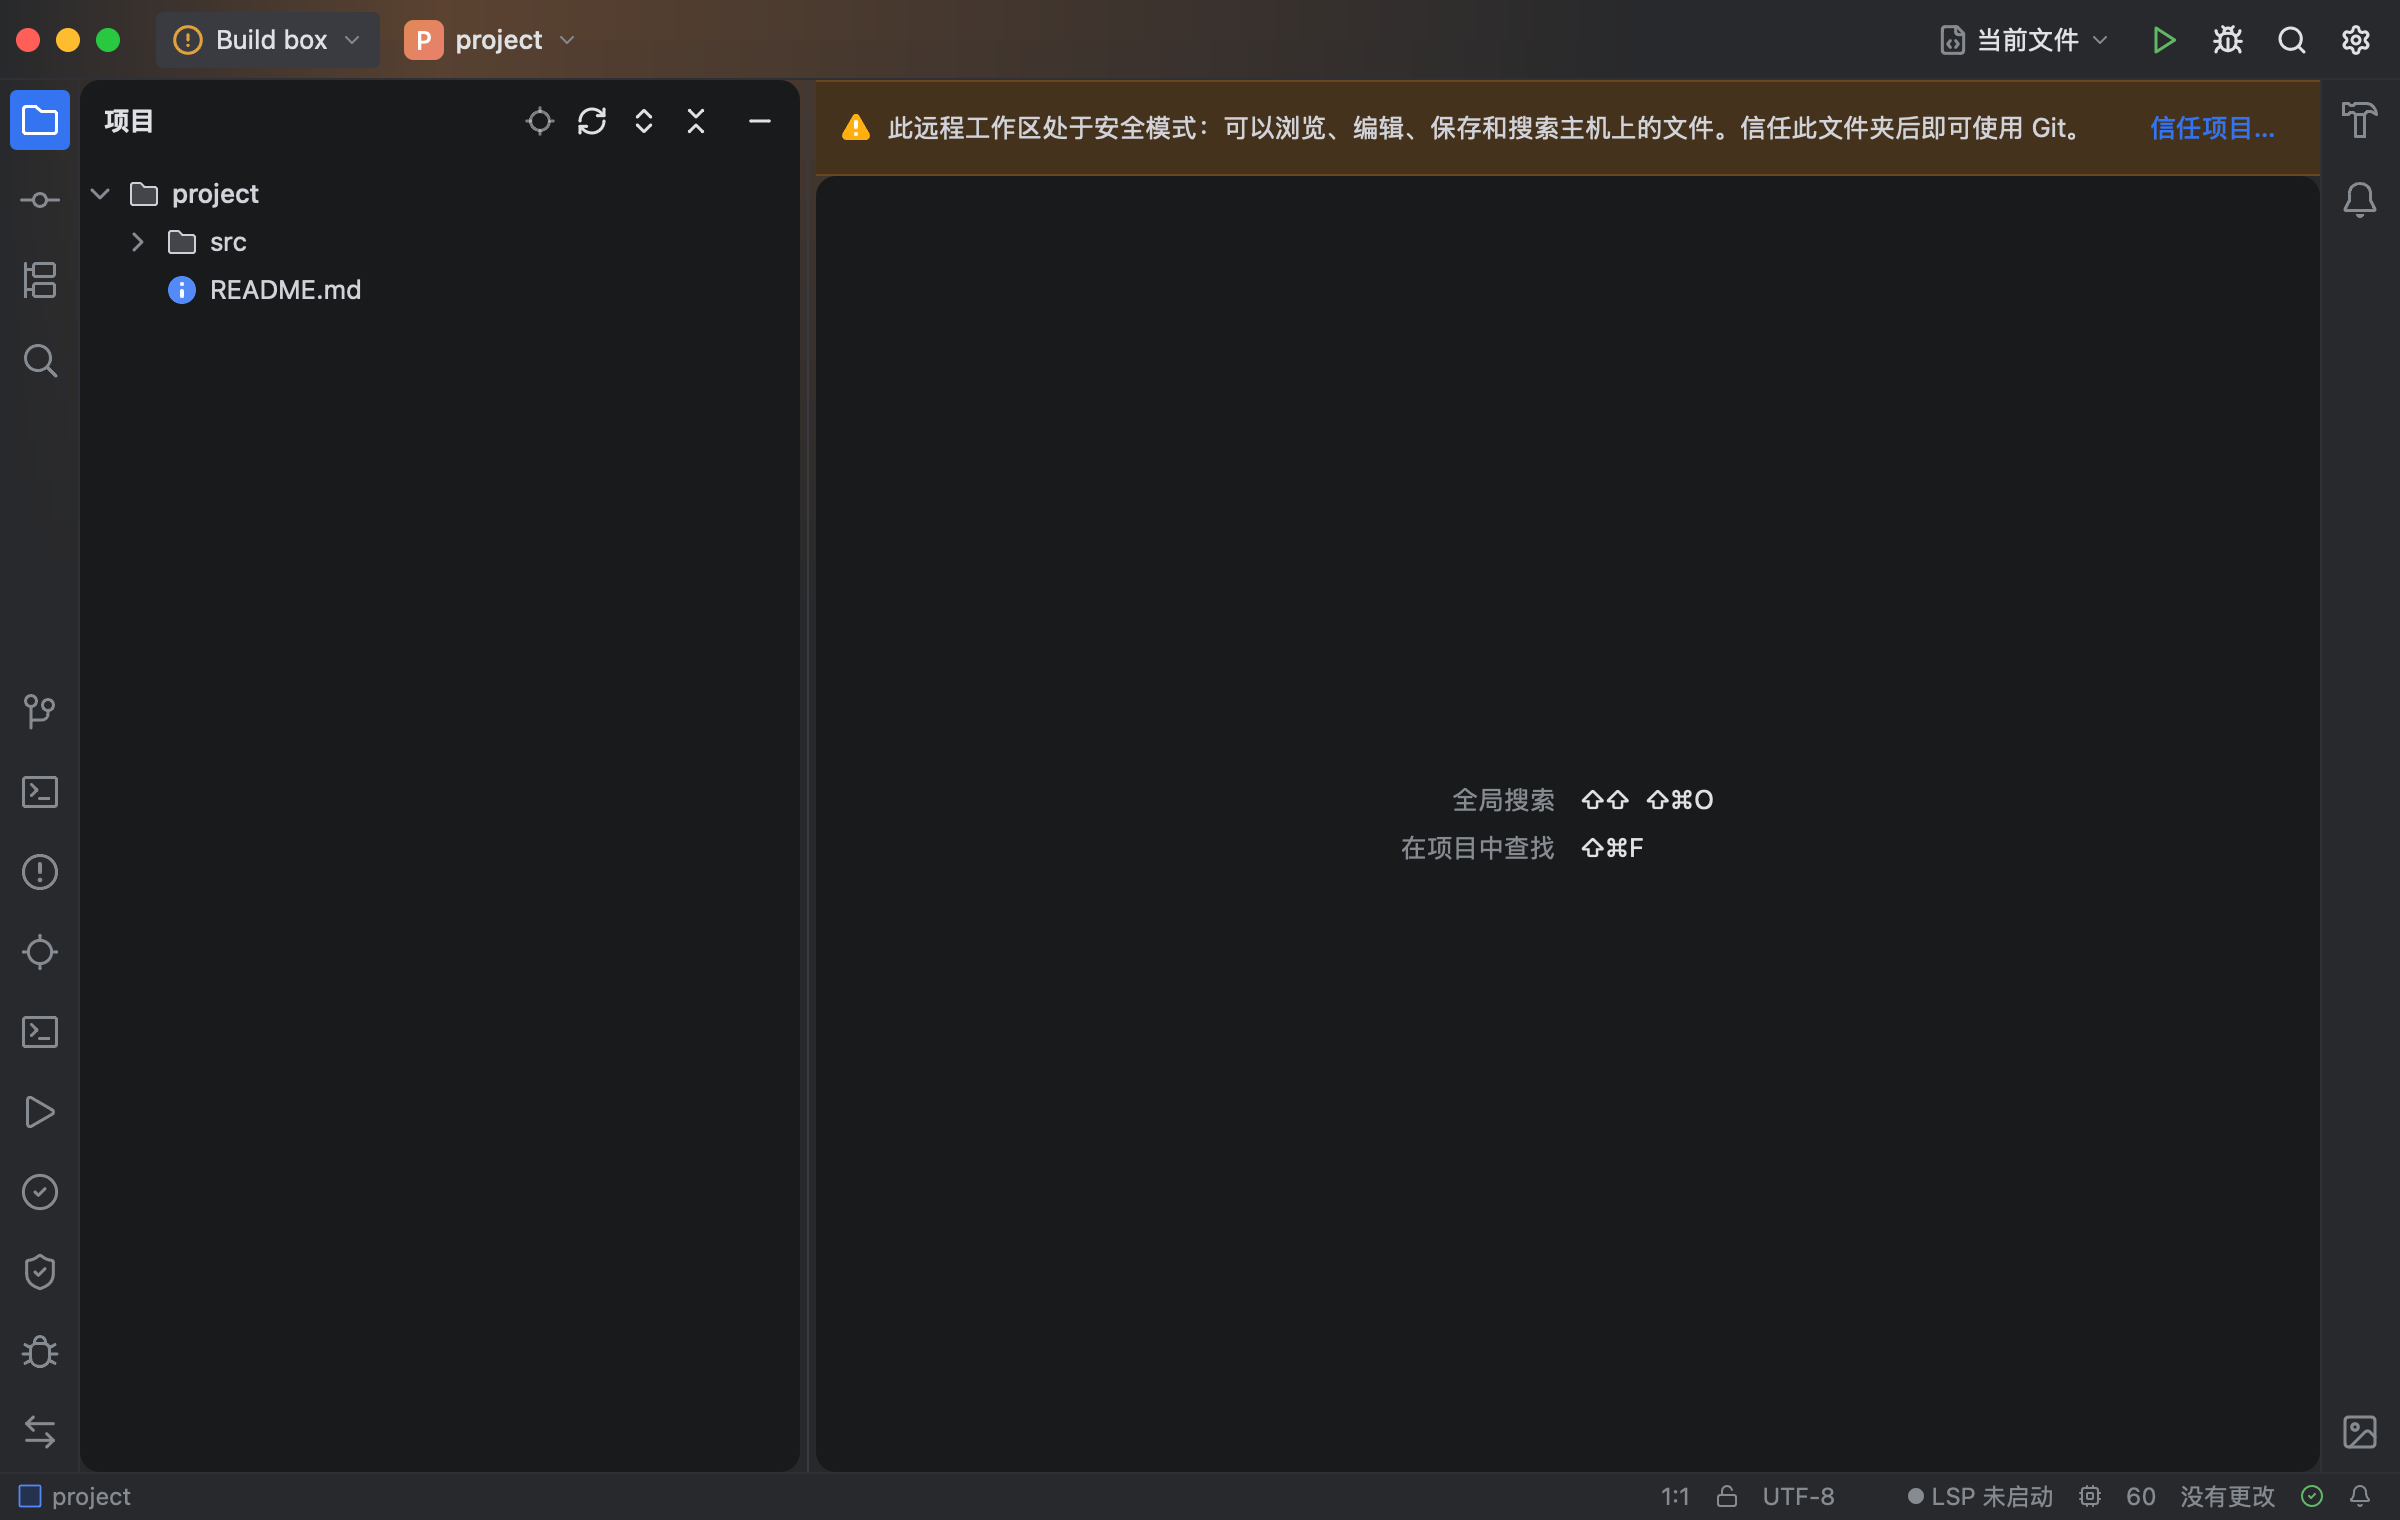 Build box
P project
当前文件
项目
此远程工作区处于安全模式：可以浏览、编辑、保存和搜索主机上的文件。信任此文件夹后即可使用 Git。 信任项目...
project
src
README.md
全局搜索 ⇧⇧ ⇧⌘O
在项目中查找 ⇧⌘F
project
1:1 UTF-8 LSP 未启动 60 没有更改